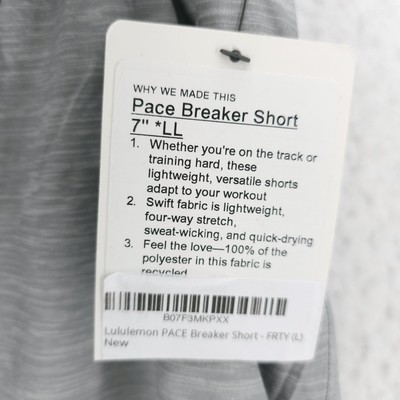 WHY WE MADE THIS
Pace Breaker Short
7" *LL
1. Whether you're on the track or
training hard, these
lightweight, versatile shorts
adapt to your workout
2. Swift fabric is lightweight,
four-way stretch,
sweat-wicking, and quick-drying
3. Feel the love—100% of the
polyester in this fabric is
recycled
B07F3MKPXX
Lululemon PACE Breaker Short - FRTY (L)
New